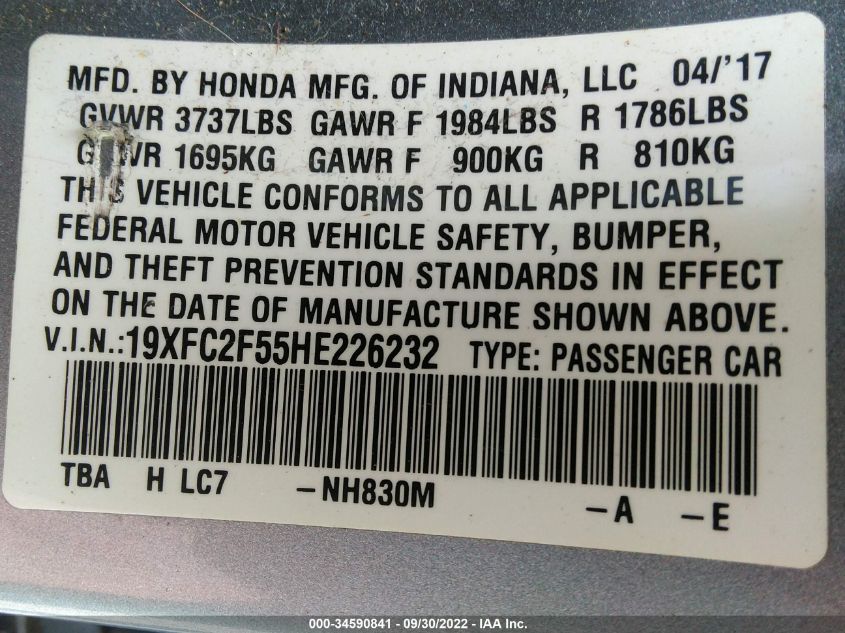 MFD. BY HONDA MFG. OF INDIANA, LLC 04/'17
GVWR 3737LBS GAWR F 1984LBS R 1786LBS
GVWR 1695KG GAWR F 900KG R 810KG
THIS VEHICLE CONFORMS TO ALL APPLICABLE
FEDERAL MOTOR VEHICLE SAFETY, BUMPER,
AND THEFT PREVENTION STANDARDS IN EFFECT
ON THE DATE OF MANUFACTURE SHOWN ABOVE.
V.I.N.:19XFC2F55HE226232 TYPE: PASSENGER CAR
TBA H LC7 -NH830M -A -E
000-34590841 - 09/30/2022 - IAA Inc.